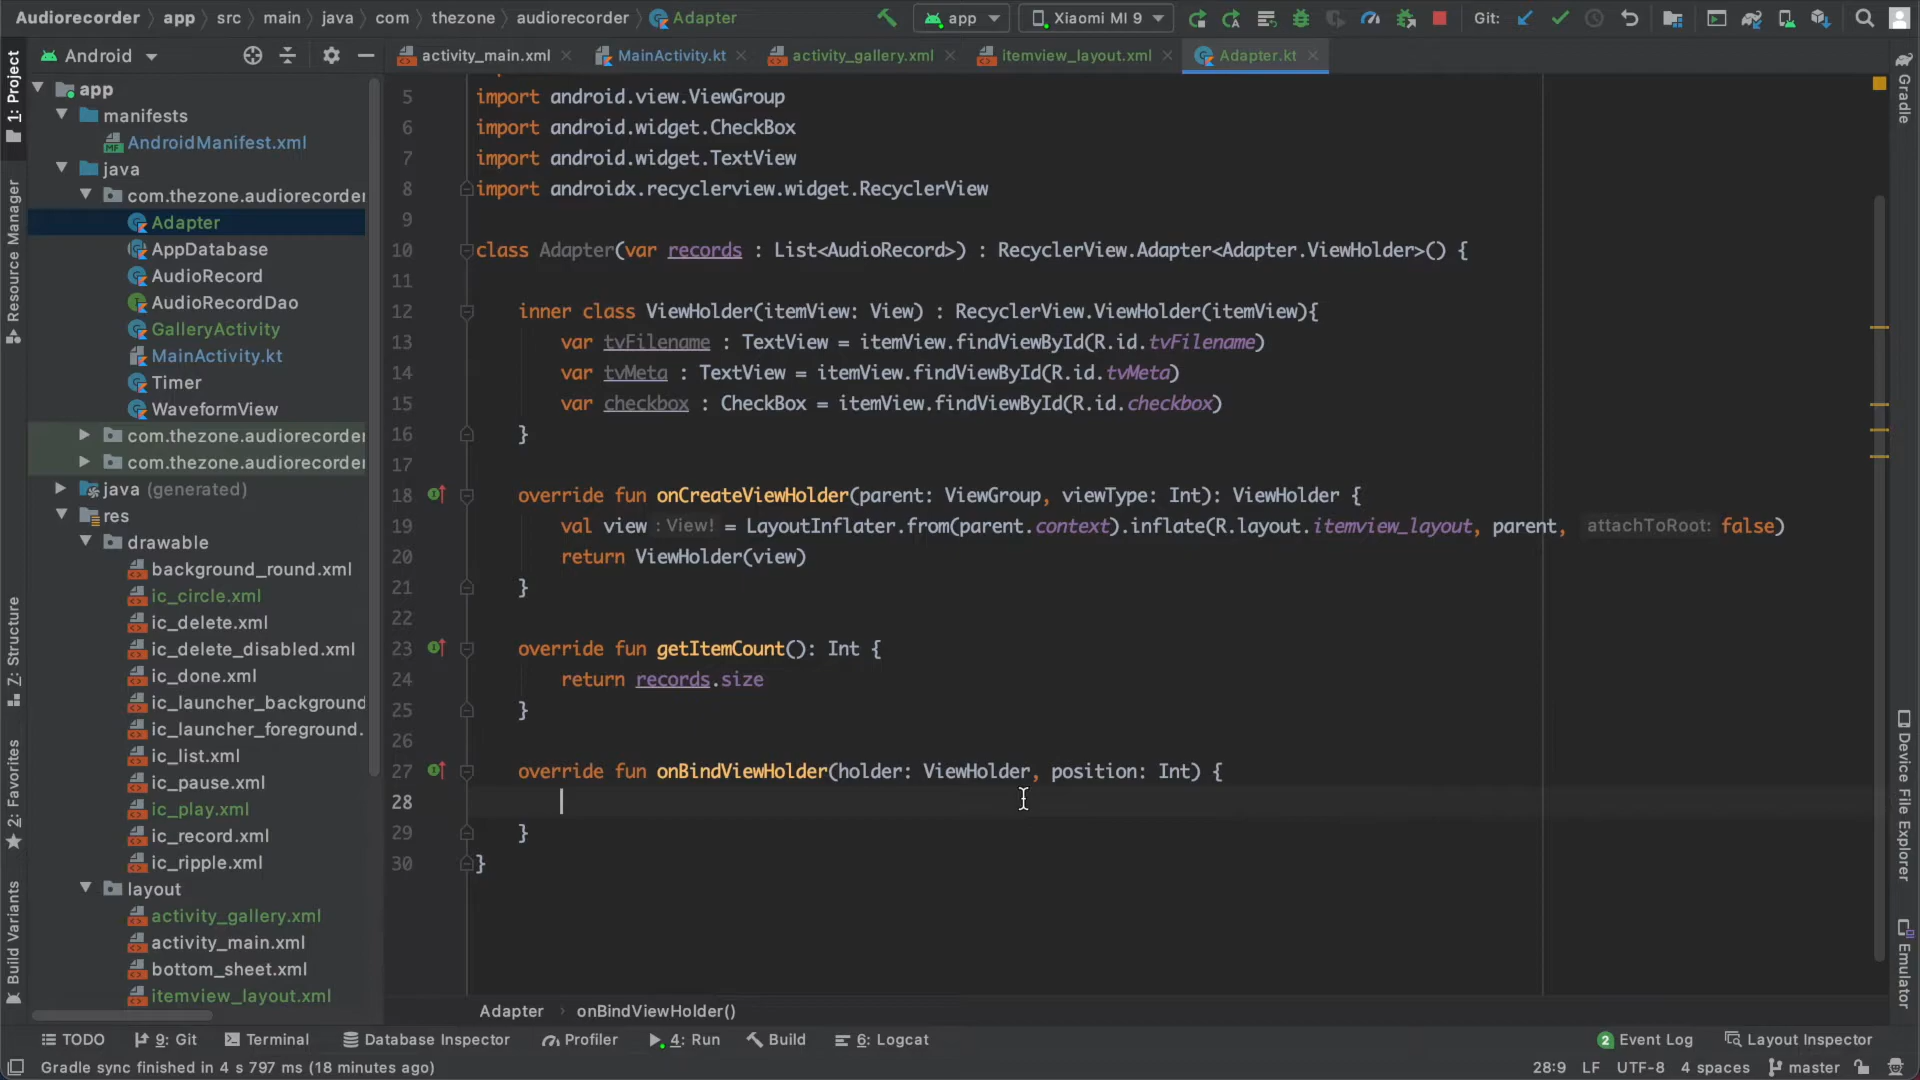 Audiorecorder app src main java com thezone audiorecorder Adapter
app Xiaomi MI 9 Git:
Android
activity_main.xml MainActivity.kt activity_gallery.xml itemview_layout.xml Adapter.kt
1: Project
Resource Manager
Z: Structure
2: Favorites
Build Variants
app
manifests
AndroidManifest.xml
java
com.thezone.audiorecorder
Adapter
AppDatabase
AudioRecord
AudioRecordDao
GalleryActivity
MainActivity.kt
Timer
WaveformView
com.thezone.audiorecorder
com.thezone.audiorecorder
java (generated)
res
drawable
background_round.xml
ic_circle.xml
ic_delete.xml
ic_delete_disabled.xml
ic_done.xml
ic_launcher_background
ic_launcher_foreground.
ic_list.xml
ic_pause.xml
ic_play.xml
ic_record.xml
ic_ripple.xml
layout
activity_gallery.xml
activity_main.xml
bottom_sheet.xml
itemview_layout.xml
5 import android.view.ViewGroup
6 import android.widget.CheckBox
7 import android.widget.TextView
8 import androidx.recyclerview.widget.RecyclerView
9
10 class Adapter(var records : List<AudioRecord>) : RecyclerView.Adapter<Adapter.ViewHolder>() {
11
12 inner class ViewHolder(itemView: View) : RecyclerView.ViewHolder(itemView){
13 var tvFilename : TextView = itemView.findViewById(R.id.tvFilename)
14 var tvMeta : TextView = itemView.findViewById(R.id.tvMeta)
15 var checkbox : CheckBox = itemView.findViewById(R.id.checkbox)
16 }
17
18 override fun onCreateViewHolder(parent: ViewGroup, viewType: Int): ViewHolder {
19 val view : View! = LayoutInflater.from(parent.context).inflate(R.layout.itemview_layout, parent, attachToRoot: false)
20 return ViewHolder(view)
21 }
22
23 override fun getItemCount(): Int {
24 return records.size
25 }
26
27 override fun onBindViewHolder(holder: ViewHolder, position: Int) {
28
29 }
30 }
Gradle
Device File Explorer
Emulator
Adapter onBindViewHolder()
TODO 9: Git Terminal Database Inspector Profiler 4: Run Build 6: Logcat 2 Event Log Layout Inspector
Gradle sync finished in 4 s 797 ms (18 minutes ago) 28:9 LF UTF-8 4 spaces master